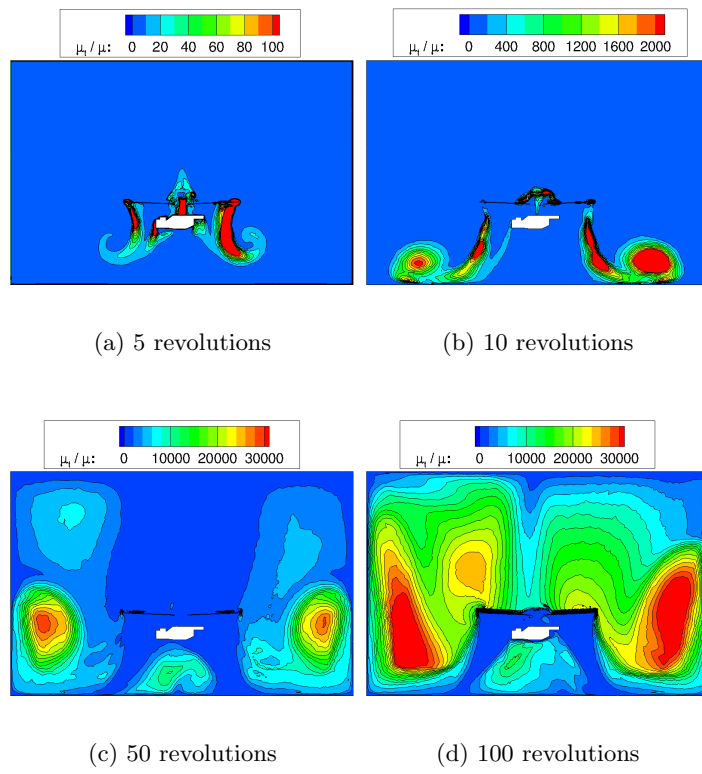 μt / μ: 0 20 40 60 80 100
μt / μ: 0 400 800 1200 1600 2000
(a) 5 revolutions
(b) 10 revolutions
μt / μ: 0 10000 20000 30000
μt / μ: 0 10000 20000 30000
(c) 50 revolutions
(d) 100 revolutions